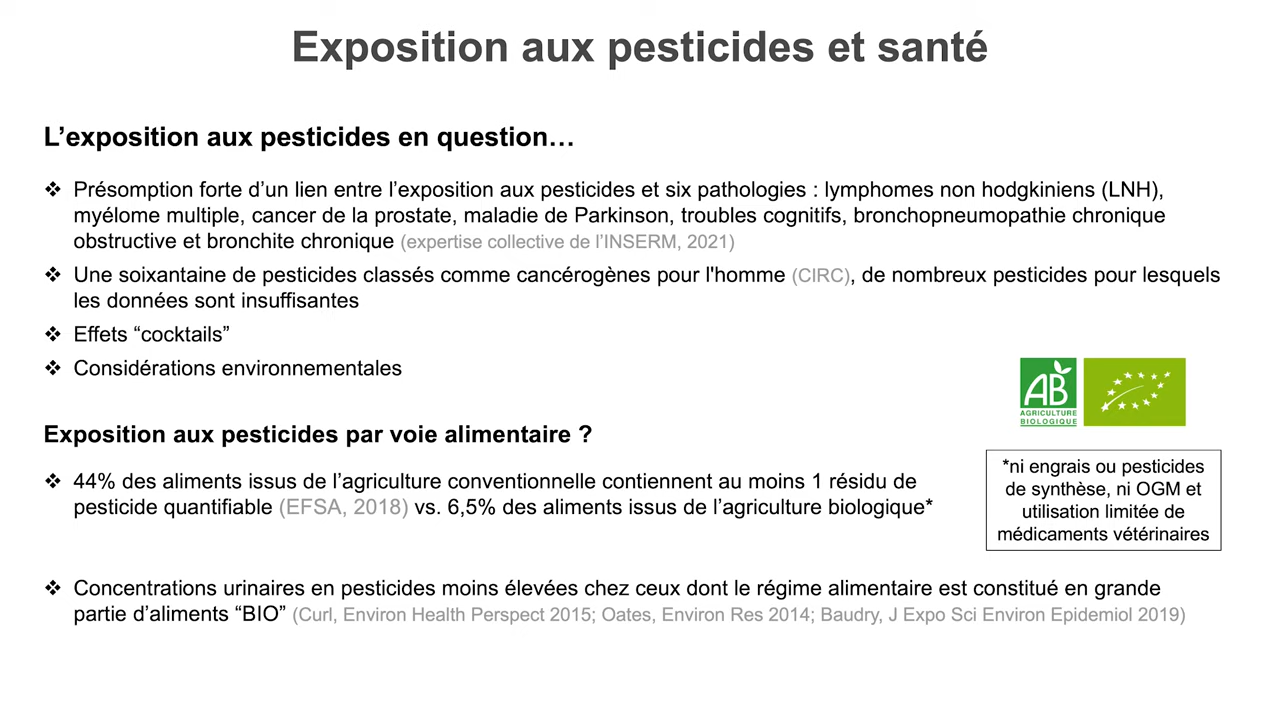 Exposition aux pesticides et santé
L’exposition aux pesticides en question…
❖ Présomption forte d’un lien entre l’exposition aux pesticides et six pathologies : lymphomes non hodgkiniens (LNH),
myélome multiple, cancer de la prostate, maladie de Parkinson, troubles cognitifs, bronchopneumopathie chronique
obstructive et bronchite chronique (expertise collective de l’INSERM, 2021)
❖ Une soixantaine de pesticides classés comme cancérogènes pour l'homme (CIRC), de nombreux pesticides pour lesquels
les données sont insuffisantes
❖ Effets “cocktails”
❖ Considérations environnementales
AB
AGRICULTURE
BIOLOGIQUE
Exposition aux pesticides par voie alimentaire ?
❖ 44% des aliments issus de l’agriculture conventionnelle contiennent au moins 1 résidu de
pesticide quantifiable (EFSA, 2018) vs. 6,5% des aliments issus de l’agriculture biologique*
*ni engrais ou pesticides
de synthèse, ni OGM et
utilisation limitée de
médicaments vétérinaires
❖ Concentrations urinaires en pesticides moins élevées chez ceux dont le régime alimentaire est constitué en grande
partie d’aliments “BIO” (Curl, Environ Health Perspect 2015; Oates, Environ Res 2014; Baudry, J Expo Sci Environ Epidemiol 2019)